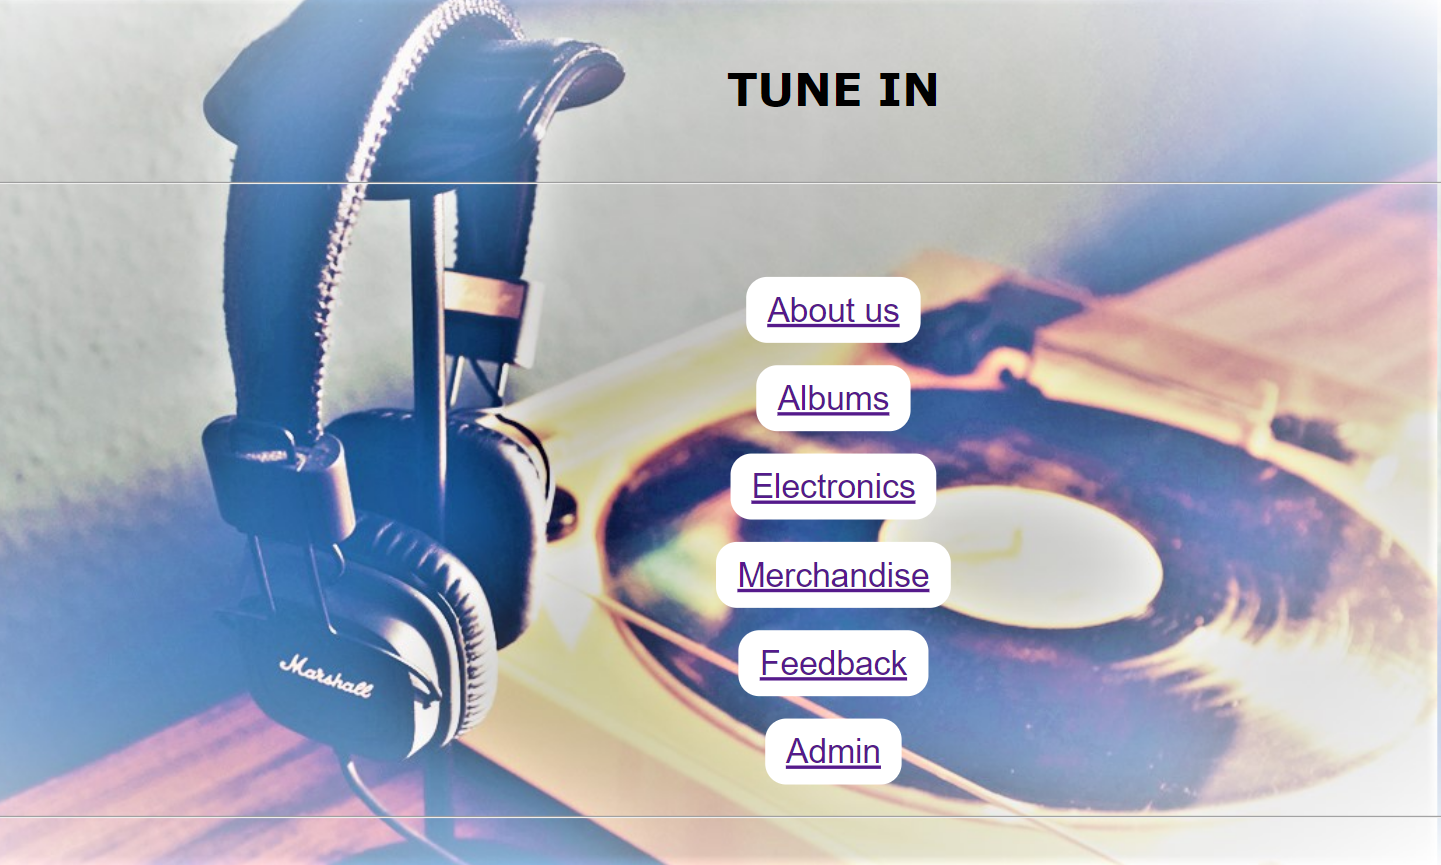 TUNE IN
About us
Albums
Electronics
Merchandise
Feedback
Admin
Marshall